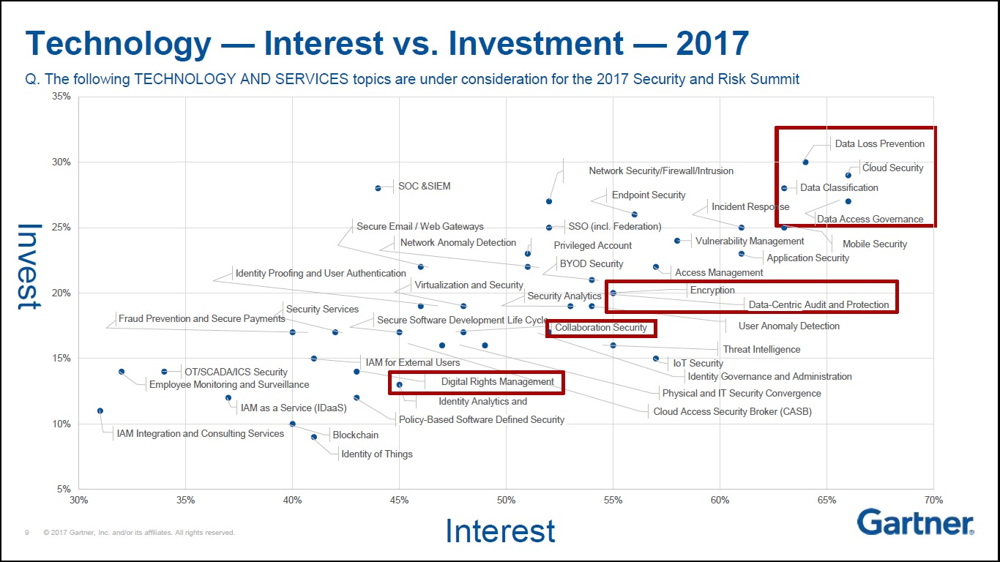 Technology — Interest vs. Investment — 2017
Q. The following TECHNOLOGY AND SERVICES topics are under consideration for the 2017 Security and Risk Summit
35%
Data Loss Prevention
30%
Cloud Security
Network Security/Firewall/Intrusion
SOC &SIEM
Data Classification
Endpoint Security
Incident Response
Data Access Governance
25%
Secure Email / Web Gateways
SSO (incl. Federation)
Network Anomaly Detection
Privileged Account
Vulnerability Management
Mobile Security
Application Security
BYOD Security
Identity Proofing and User Authentication
Access Management
Virtualization and Security
20%
Encryption
Security Analytics
Data-Centric Audit and Protection
Security Services
Fraud Prevention and Secure Payments
Secure Software Development Life Cycle
User Anomaly Detection
Collaboration Security
Threat Intelligence
15%
IAM for External Users
IoT Security
OT/SCADA/ICS Security
Identity Governance and Administration
Employee Monitoring and Surveillance
Digital Rights Management
Physical and IT Security Convergence
Identity Analytics and
IAM as a Service (IDaaS)
Cloud Access Security Broker (CASB)
Policy-Based Software Defined Security
10%
IAM Integration and Consulting Services
Blockchain
Identity of Things
5%
30% 35% 40% 45% 50% 55% 60% 65% 70%
Invest
Interest
9 © 2017 Gartner, Inc. and/or its affiliates. All rights reserved.
Gartner®